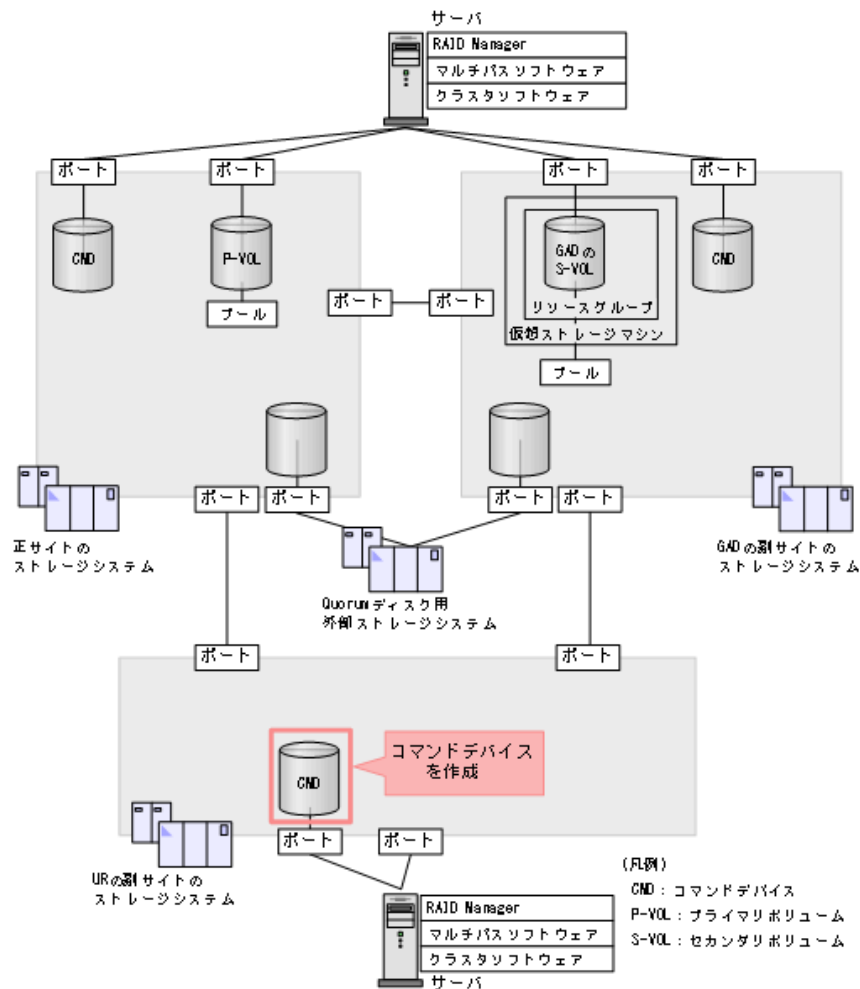 サーバ
RAID Manager
マルチパスソフトウェア
クラスタソフトウェア
ポート
ポート
ポート
ポート
CMD
P-VOL
GADの
S-VOL
CMD
リソースグループ
仮想ストレージマシン
プール
プール
ポート
ポート
ポート
ポート
ポート
ポート
正サイトの
ストレージシステム
GADの副サイトの
ストレージシステム
Quorumディスク用
外部ストレージシステム
ポート
ポート
コマンドデバイス
を作成
CMD
ポート
ポート
URの副サイトの
ストレージシステム
(凡例)
CMD：コマンドデバイス
P-VOL：プライマリボリューム
S-VOL：セカンダリボリューム
RAID Manager
マルチパスソフトウェア
クラスタソフトウェア
サーバ